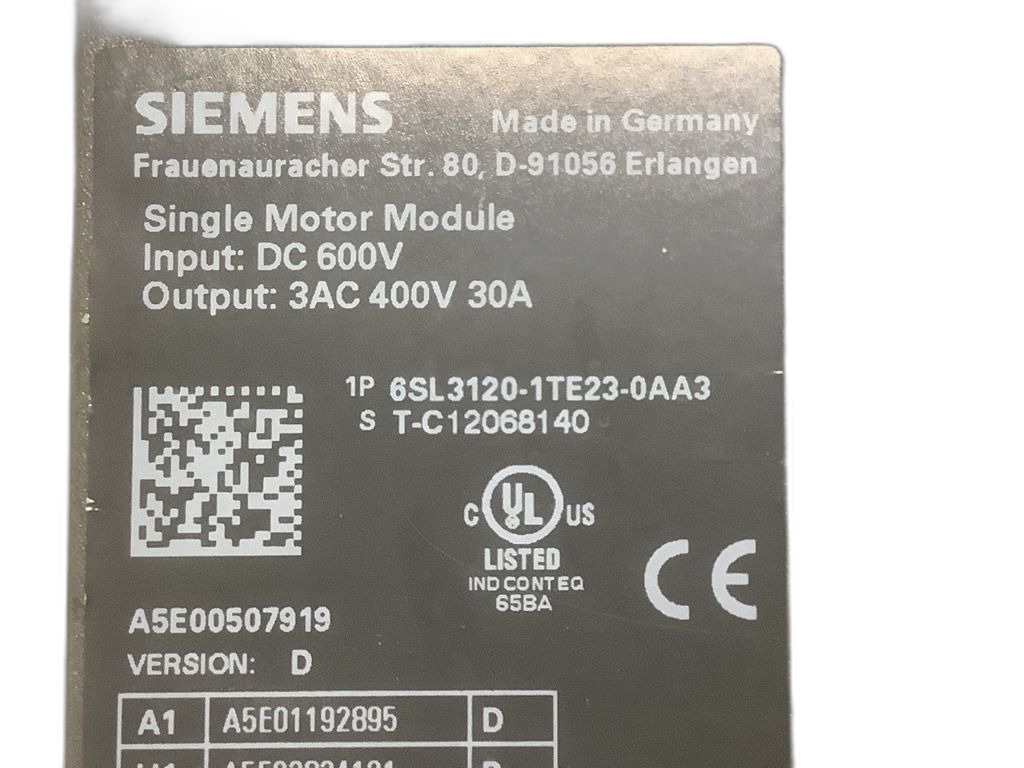 SIEMENS Made in Germany
Frauenauracher Str. 80, D-91056 Erlangen
Single Motor Module
Input: DC 600V
Output: 3AC 400V 30A
1P 6SL3120-1TE23-0AA3
S T-C12068140
C UL US
LISTED
IND CONT EQ
65BA
CE
A5E00507919
VERSION: D
A1 A5E01192895 D